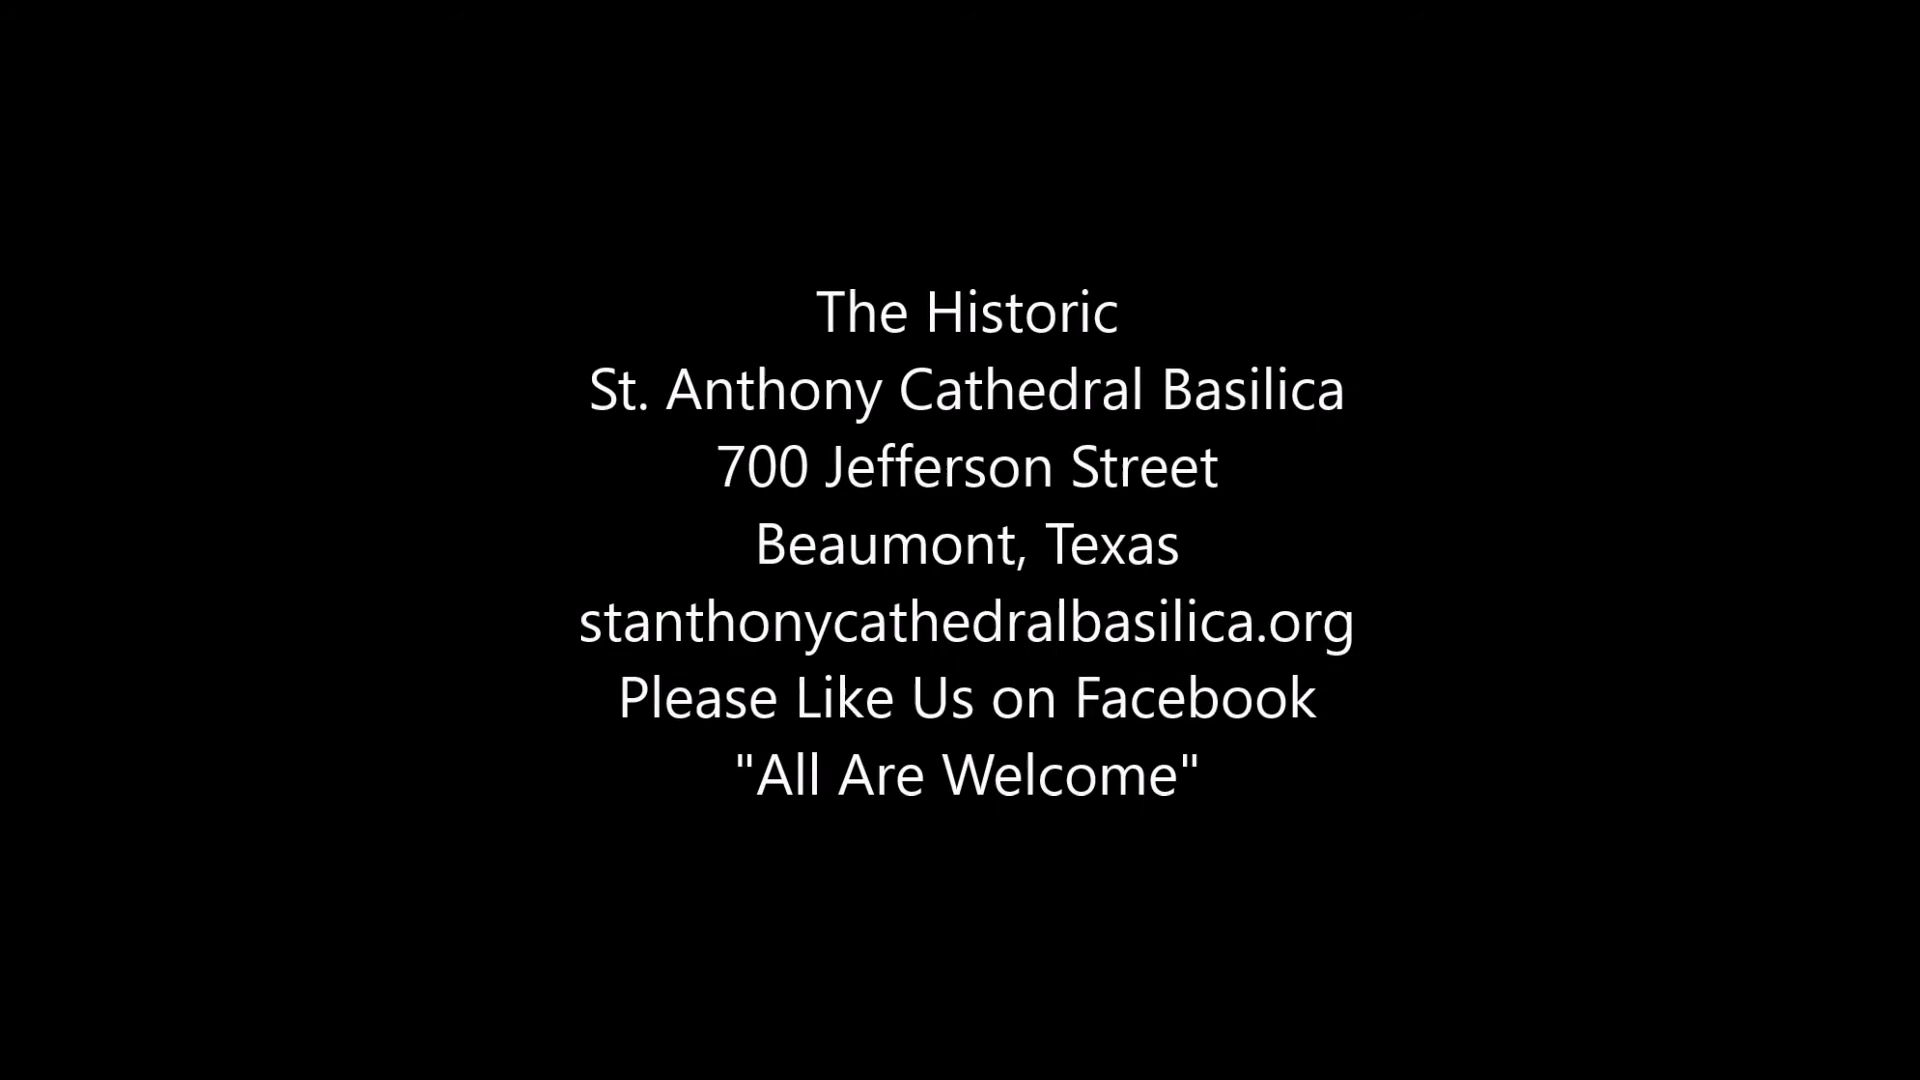 The Historic
St. Anthony Cathedral Basilica
700 Jefferson Street
Beaumont, Texas
stanthonycathedralbasilica.org
Please Like Us on Facebook
"All Are Welcome"